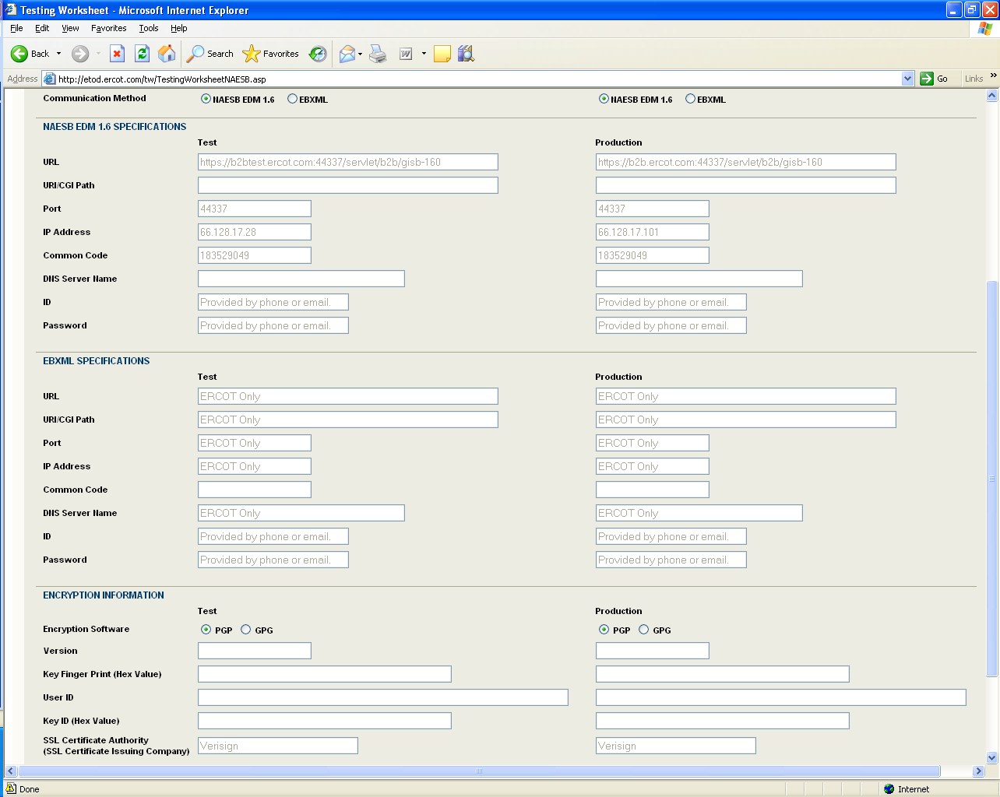 Testing Worksheet - Microsoft Internet Explorer
File Edit View Favorites Tools Help
Back Search Favorites
Address http://etod.ercot.com/tw/TestingWorksheetNAESB.asp Go Links »
Communication Method NAESB EDM 1.6 EBXML NAESB EDM 1.6 EBXML
NAESB EDM 1.6 SPECIFICATIONS
Test Production
URL https://b2btest.ercot.com:44337/servlet/b2b/gisb-160 https://b2b.ercot.com:44337/servlet/b2b/gisb-160
URI/CGI Path
Port 44337 44337
IP Address 66.128.17.28 66.128.17.101
Common Code 183529049 183529049
DNS Server Name
ID Provided by phone or email. Provided by phone or email.
Password Provided by phone or email. Provided by phone or email.
EBXML SPECIFICATIONS
Test Production
URL ERCOT Only ERCOT Only
URI/CGI Path ERCOT Only ERCOT Only
Port ERCOT Only ERCOT Only
IP Address ERCOT Only ERCOT Only
Common Code
DNS Server Name ERCOT Only ERCOT Only
ID Provided by phone or email. Provided by phone or email.
Password Provided by phone or email. Provided by phone or email.
ENCRYPTION INFORMATION
Test Production
Encryption Software PGP GPG PGP GPG
Version
Key Finger Print (Hex Value)
User ID
Key ID (Hex Value)
SSL Certificate Authority
(SSL Certificate Issuing Company) Verisign Verisign
Done Internet